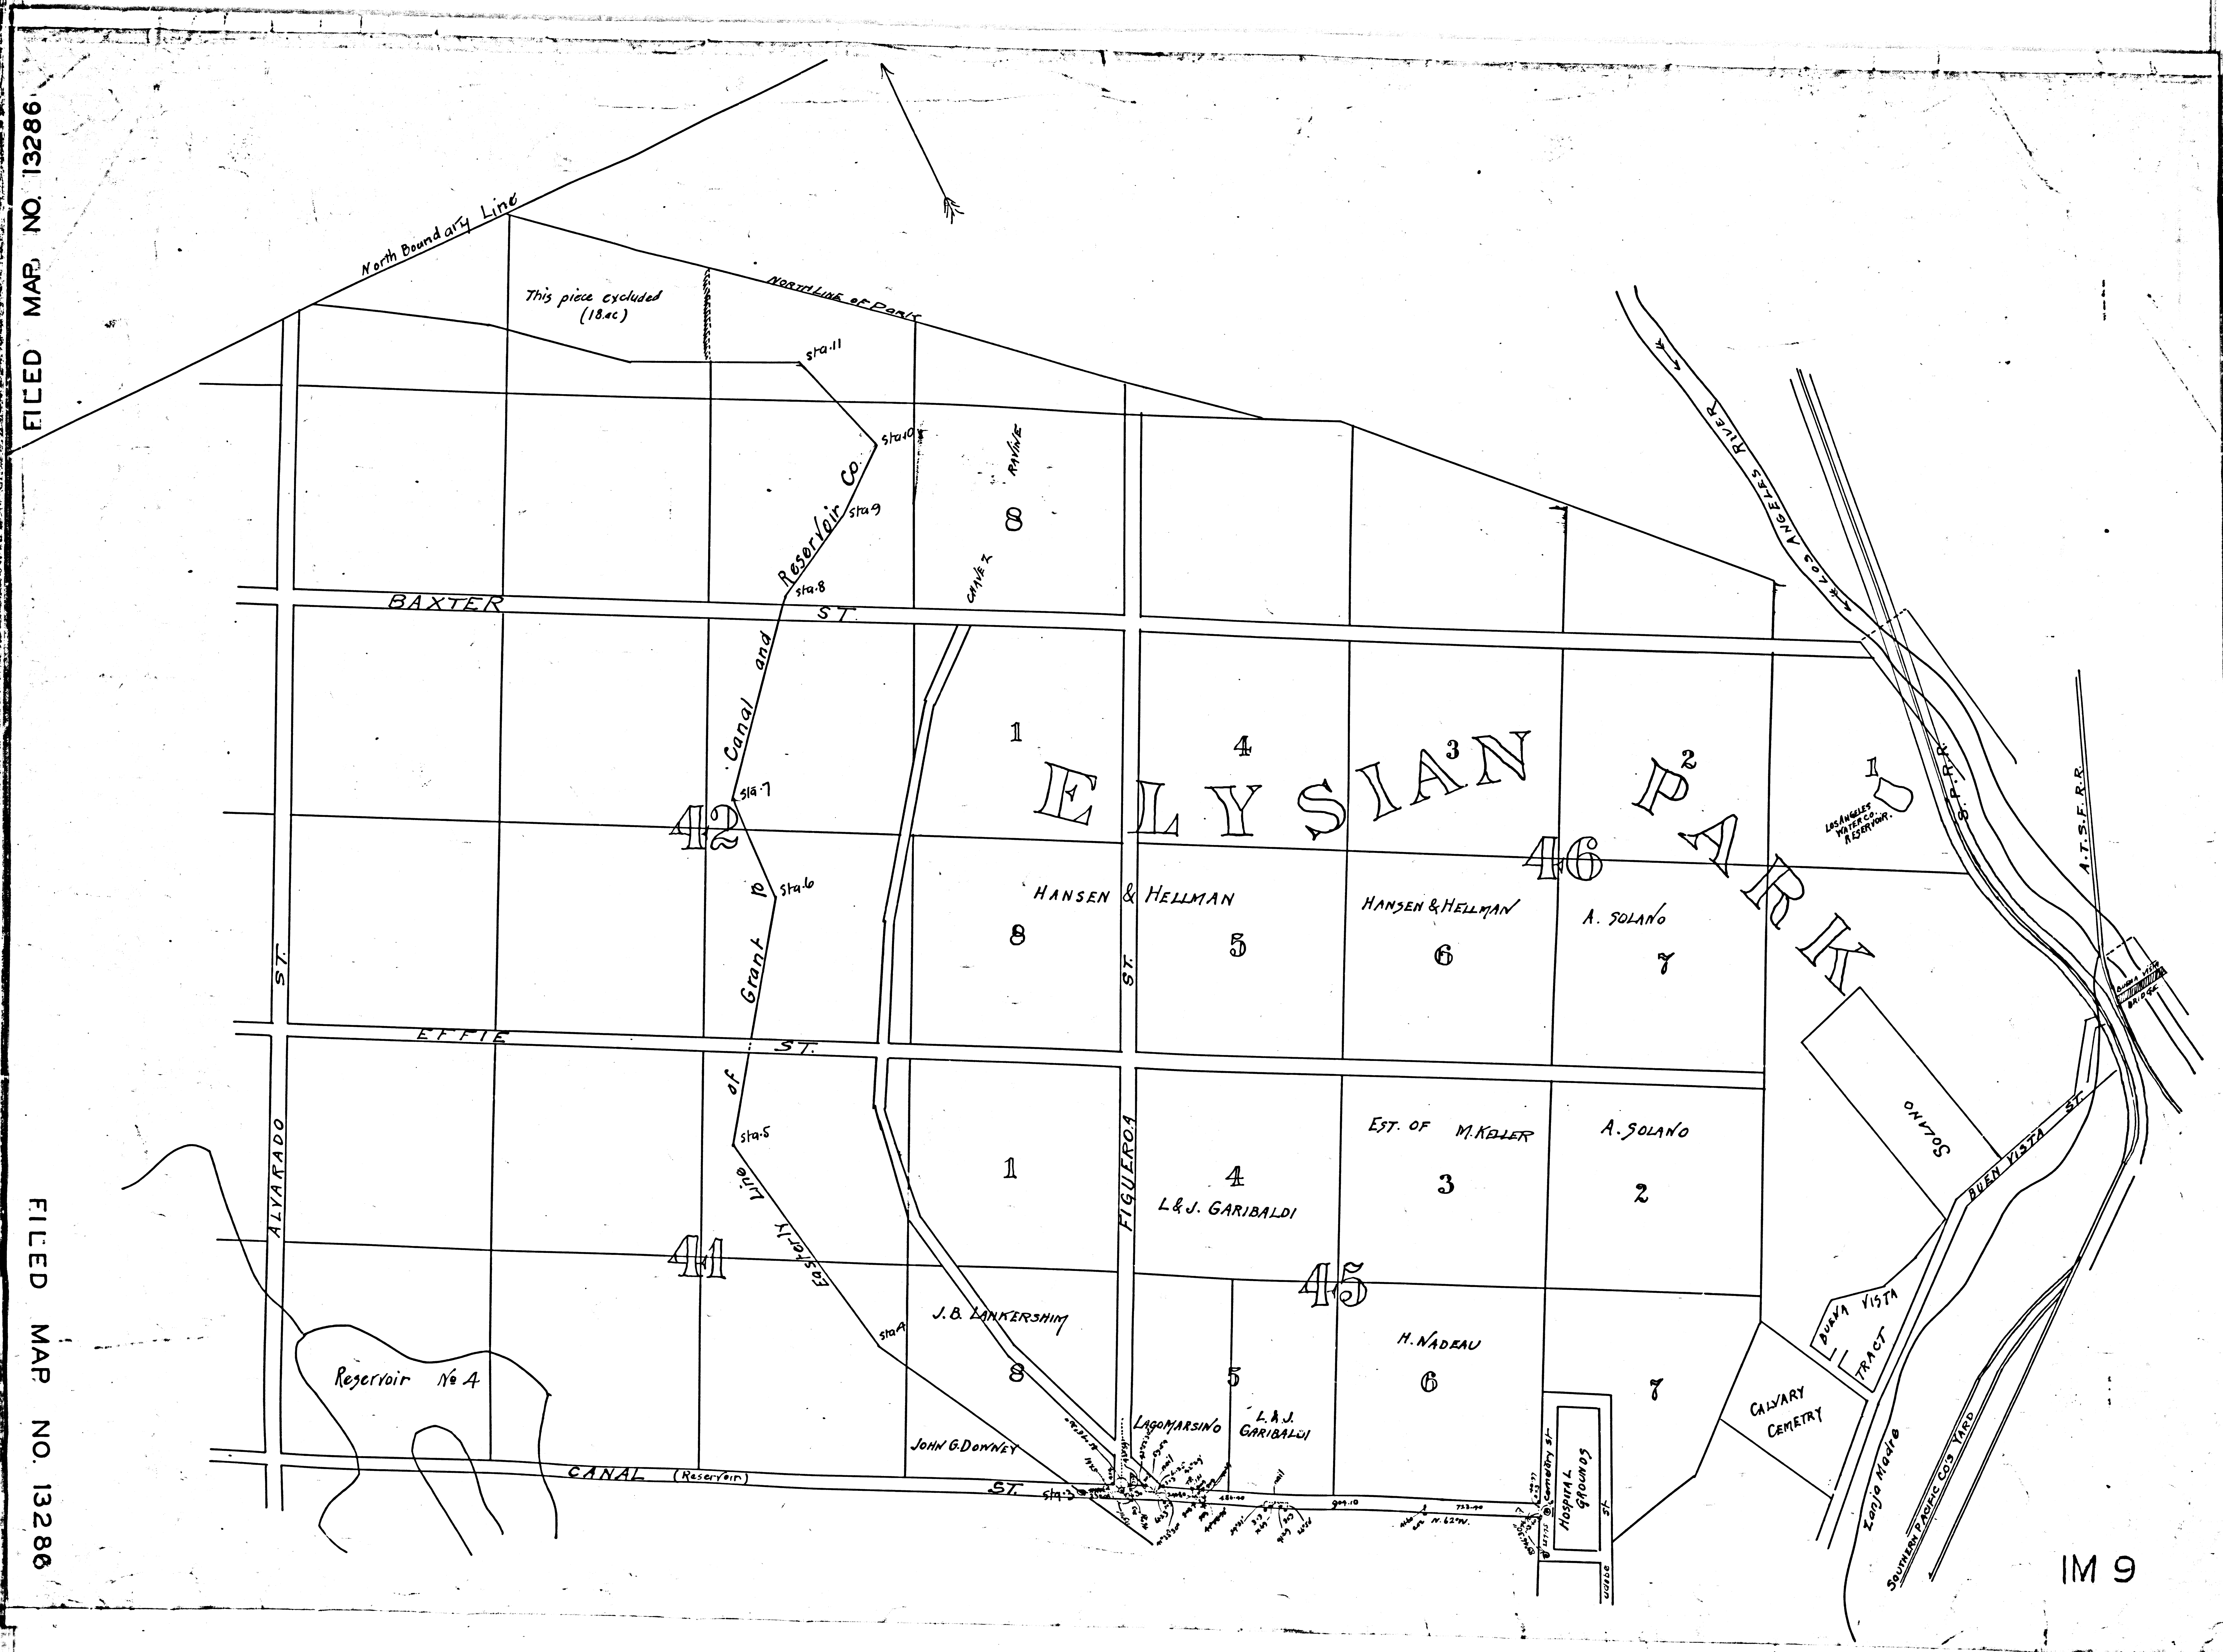 FILED MAP NO. 13286
North Boundary Line
This piece excluded
(18.ac)
NORTH LINE OF PARK
sta.11
sta.10
sta.9
sta.8
CHAVEZ RAVINE
8
LOS ANGELES RIVER
BAXTER ST.
Easterly Line of Grant to Canal and Reservoir Co.
sta.7
sta.6
42
1
4
3
2
1
ELYSIAN PARK
46
LOS ANGELES
WATER CO.
RESERVOIR.
S.P.R.R.
A.T.S.F.R.R.
HANSEN & HELLMAN
8
5
HANSEN & HELLMAN
6
A. SOLANO
7
BUENA VISTA
BRIDGE
ST.
ST.
EFFIE ST.
SOLANO
BUEN VISTA ST.
sta.5
ALVARADO
FIGUEROA
1
4
L & J. GARIBALDI
EST. OF M. KELLER
3
A. SOLANO
2
41
45
J.B. LANKERSHIM
8
sta.4
BUENA VISTA
TRACT
H. NADEAU
6
5
7
Reservoir No 4
LAGOMARSINO
L. & J.
GARIBALDI
JOHN G. DOWNEY
CALVARY
CEMETRY
CANAL (Reservoir) ST.
sta.3
909.10
N.62°W.
Cemetery St
HOSPITAL
GROUNDS
adobe St
Zanja Madre
SOUTHERN PACIFIC CO'S YARD
FILED MAP NO. 13286
IM 9